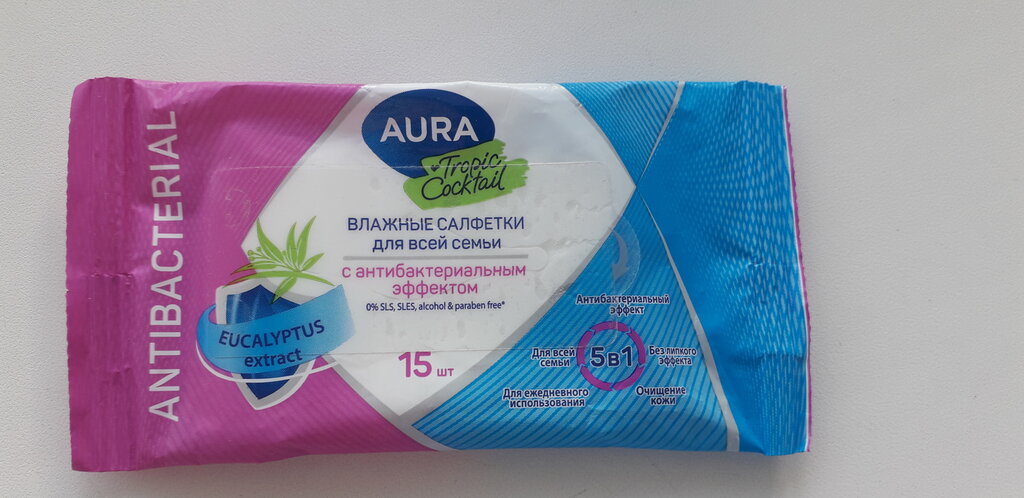 ANTIBACTERIAL
AURA
Tropic
Cocktail
ВЛАЖНЫЕ САЛФЕТКИ
для всей семьи
с антибактериальным
эффектом
0% SLS, SLES, alcohol & paraben free*
EUCALYPTUS
extract
15 шт
Антибактериальный
эффект
Для всей
семьи
5в1
Без липкого
эффекта
Для ежедневного
использования
Очищение
кожи